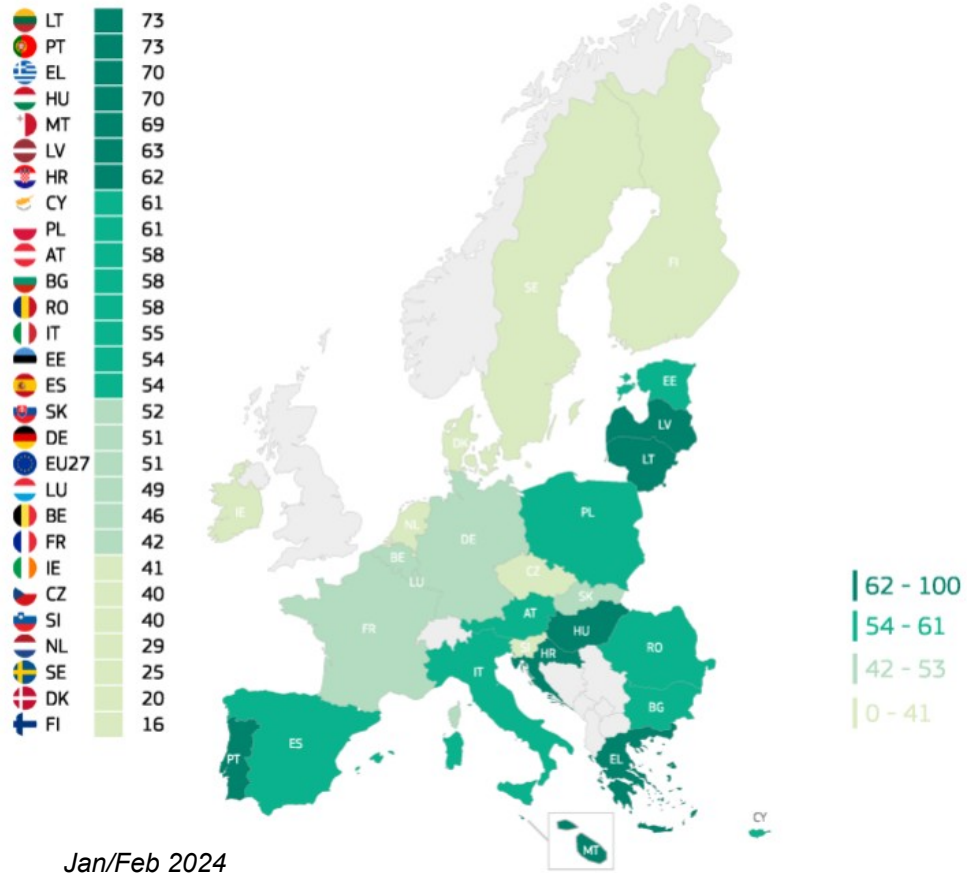 LT 73
PT 73
EL 70
HU 70
MT 69
LV 63
HR 62
CY 61
PL 61
AT 58
BG 58
RO 58
IT 55
EE 54
ES 54
SK 52
DE 51
EU27 51
LU 49
BE 46
FR 42
IE 41
CZ 40
SI 40
NL 29
SE 25
DK 20
FI 16
FI
SE
EE
LV
DK
LT
IE
NL
PL
DE
BE
CZ
LU
SK
AT
FR
HU
SI
HR
RO
IT
BG
ES
PT
EL
CY
MT
62 - 100
54 - 61
42 - 53
0 - 41
Jan/Feb 2024